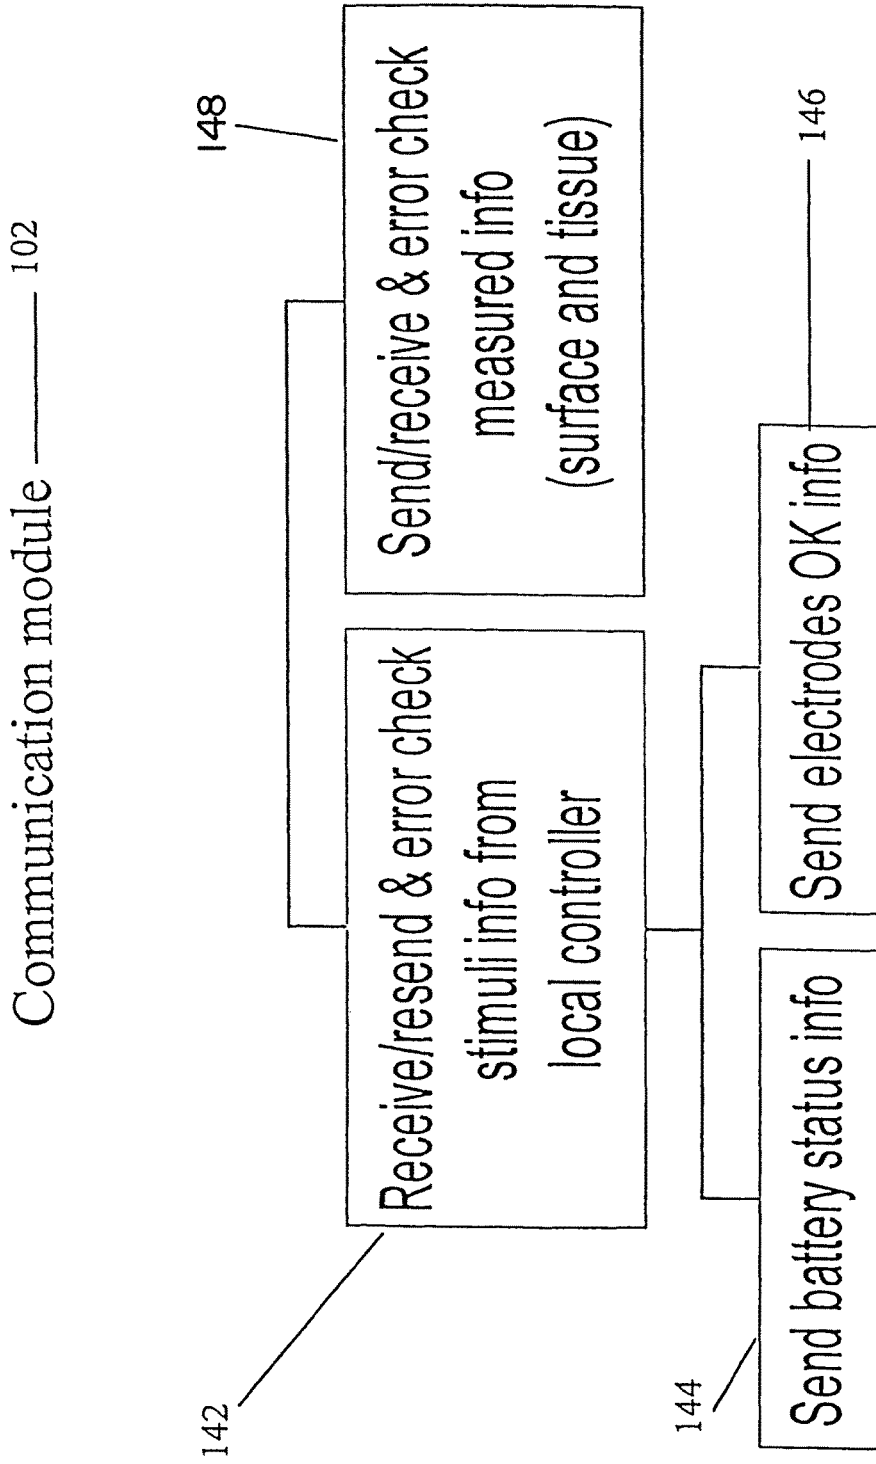 Communication module 102
142
Receive/resend & error check
stimuli info from
local controller
148
Send/receive & error check
measured info
(surface and tissue)
144
Send battery status info
Send electrodes OK info
146